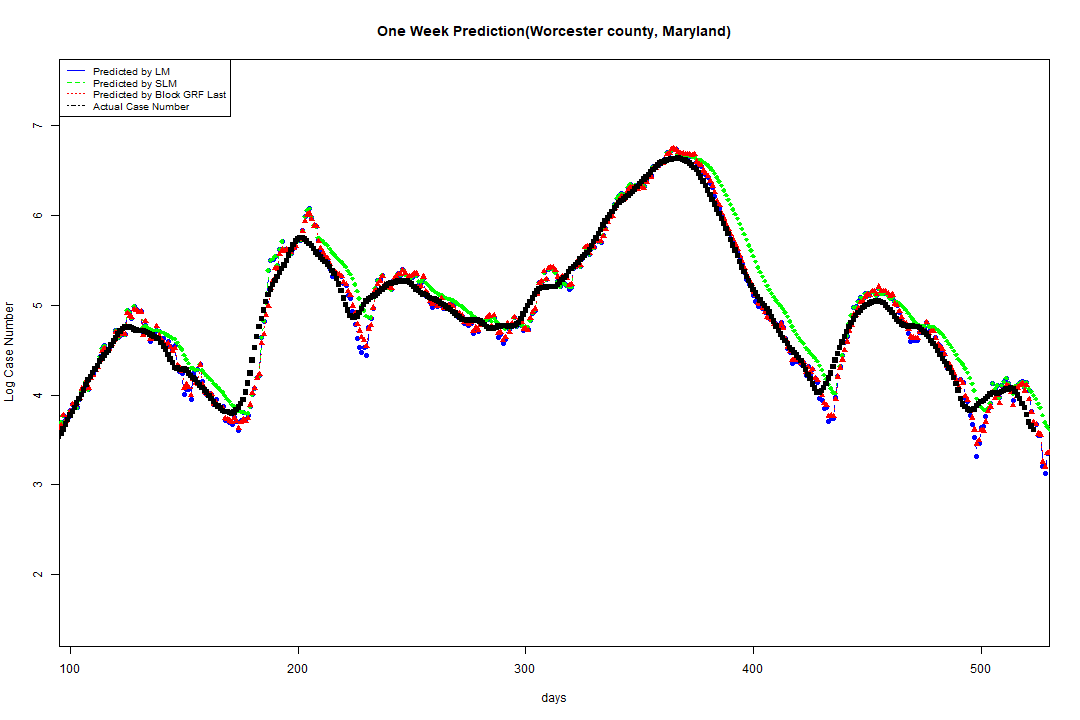 One Week Prediction(Worcester county, Maryland)
Predicted by LM
Predicted by SLM
Predicted by Block GRF Last
Actual Case Number
7
6
5
4
3
2
Log Case Number
100 200 300 400 500
days